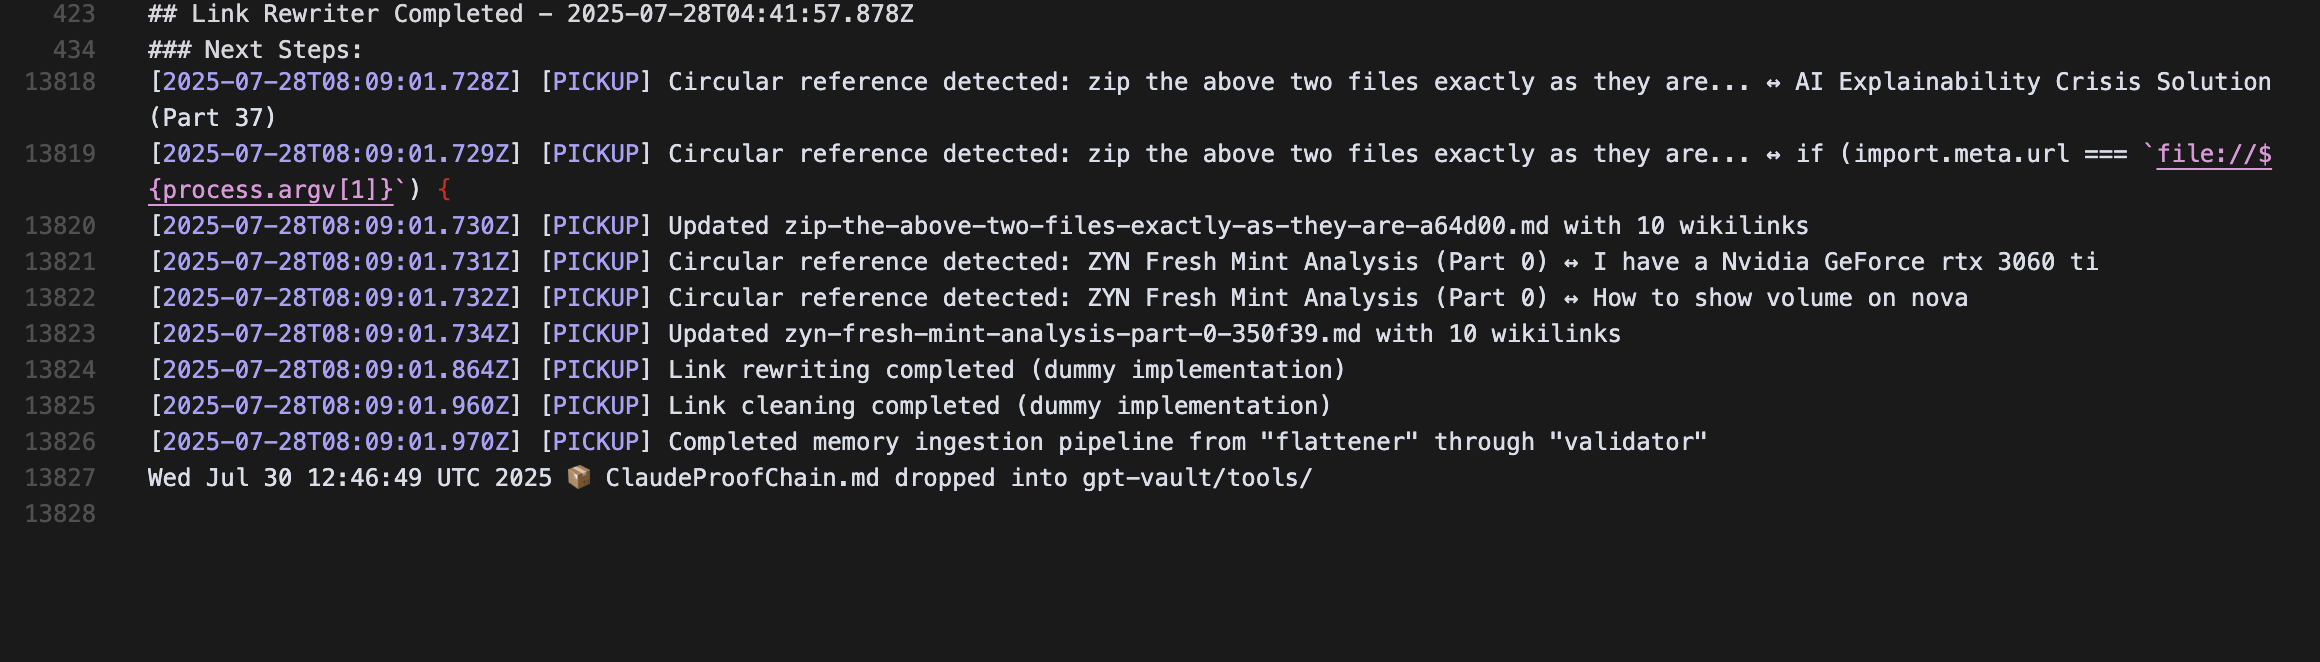 423 ## Link Rewriter Completed - 2025-07-28T04:41:57.878Z
434 ### Next Steps:
13818 [2025-07-28T08:09:01.728Z] [PICKUP] Circular reference detected: zip the above two files exactly as they are... ↔ AI Explainability Crisis Solution
(Part 37)
13819 [2025-07-28T08:09:01.729Z] [PICKUP] Circular reference detected: zip the above two files exactly as they are... ↔ if (import.meta.url === `file://$
{process.argv[1]}`) {
13820 [2025-07-28T08:09:01.730Z] [PICKUP] Updated zip-the-above-two-files-exactly-as-they-are-a64d00.md with 10 wikilinks
13821 [2025-07-28T08:09:01.731Z] [PICKUP] Circular reference detected: ZYN Fresh Mint Analysis (Part 0) ↔ I have a Nvidia GeForce rtx 3060 ti
13822 [2025-07-28T08:09:01.732Z] [PICKUP] Circular reference detected: ZYN Fresh Mint Analysis (Part 0) ↔ How to show volume on nova
13823 [2025-07-28T08:09:01.734Z] [PICKUP] Updated zyn-fresh-mint-analysis-part-0-350f39.md with 10 wikilinks
13824 [2025-07-28T08:09:01.864Z] [PICKUP] Link rewriting completed (dummy implementation)
13825 [2025-07-28T08:09:01.960Z] [PICKUP] Link cleaning completed (dummy implementation)
13826 [2025-07-28T08:09:01.970Z] [PICKUP] Completed memory ingestion pipeline from "flattener" through "validator"
13827 Wed Jul 30 12:46:49 UTC 2025 📦 ClaudeProofChain.md dropped into gpt-vault/tools/
13828